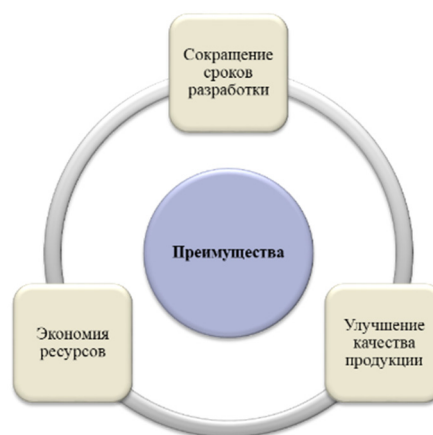 Сокращение
сроков
разработки
Преимущества
Экономия
ресурсов
Улучшение
качества
продукции